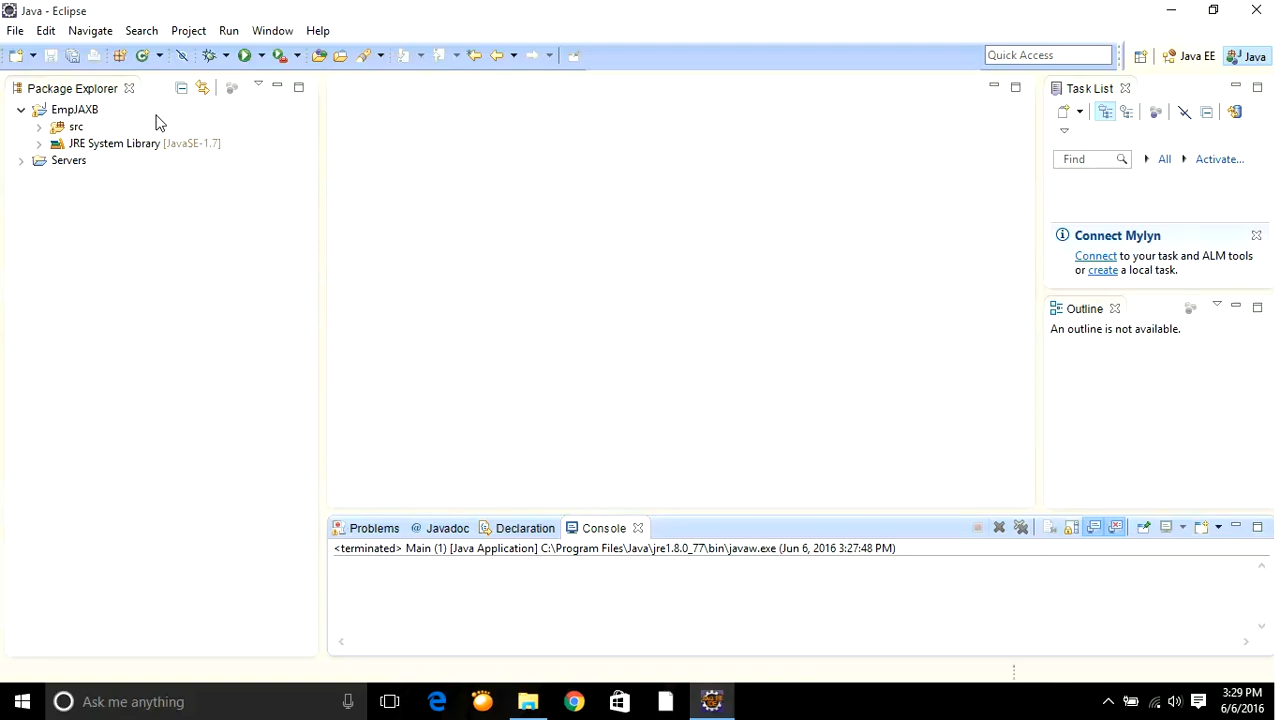 Java - Eclipse
File Edit Navigate Search Project Run Window Help
Quick Access
Java EE
Java
Package Explorer
EmpJAXB
src
JRE System Library [JavaSE-1.7]
Servers
Task List
Find
All
Activate...
Connect Mylyn
Connect to your task and ALM tools
or create a local task.
Outline
An outline is not available.
Problems @ Javadoc Declaration Console
<terminated> Main (1) [Java Application] C:\Program Files\Java\jre1.8.0_77\bin\javaw.exe (Jun 6, 2016 3:27:48 PM)
Ask me anything
3:29 PM
6/6/2016